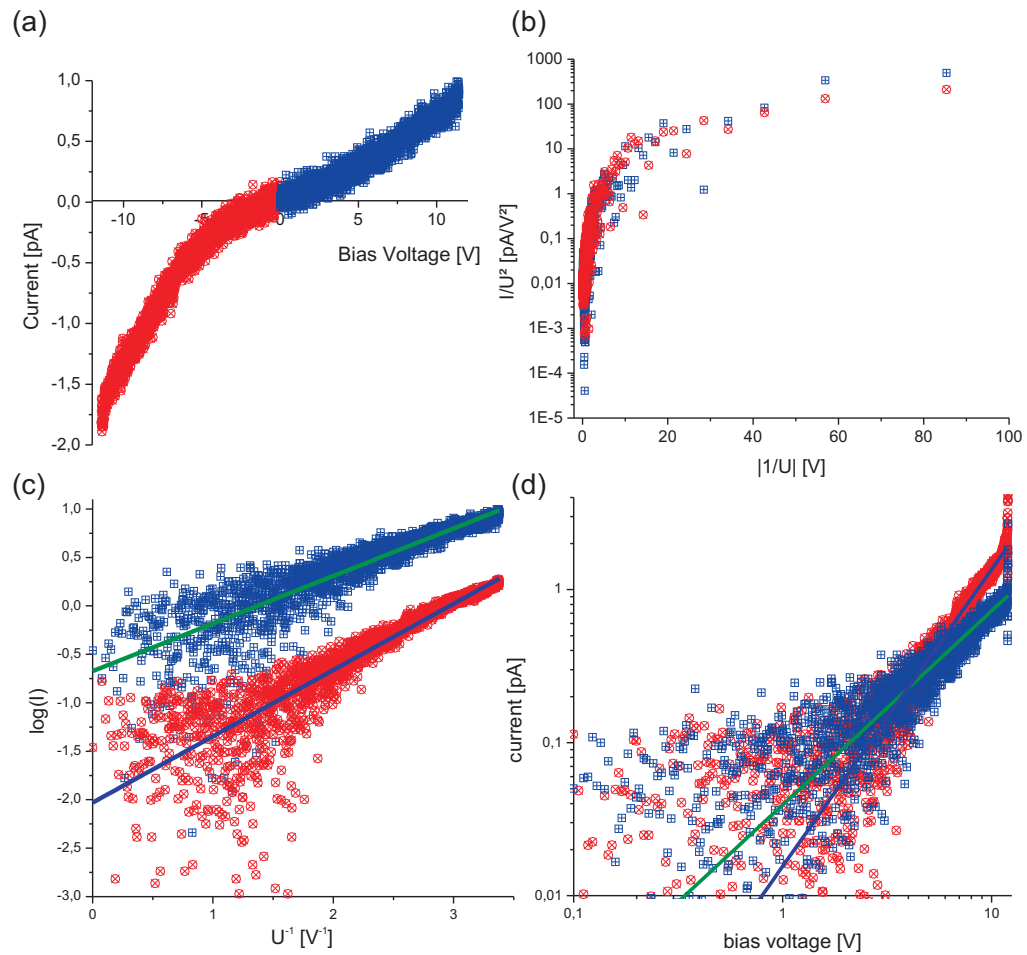 (a)
1,0
0,5
0,0
-0,5
-1,0
-1,5
-2,0
Current [pA]
-10 -5 0 5 10
Bias Voltage [V]
(b)
1000
100
10
1
0,1
0,01
1E-3
1E-4
1E-5
I/U² [pA/V²]
0 20 40 60 80 100
|1/U| [V]
(c)
1,0
0,5
0,0
-0,5
-1,0
-1,5
-2,0
-2,5
-3,0
log(I)
0 1 2 3
U⁻¹ [V⁻¹]
(d)
1
0,1
0,01
current [pA]
0,1 1 10
bias voltage [V]